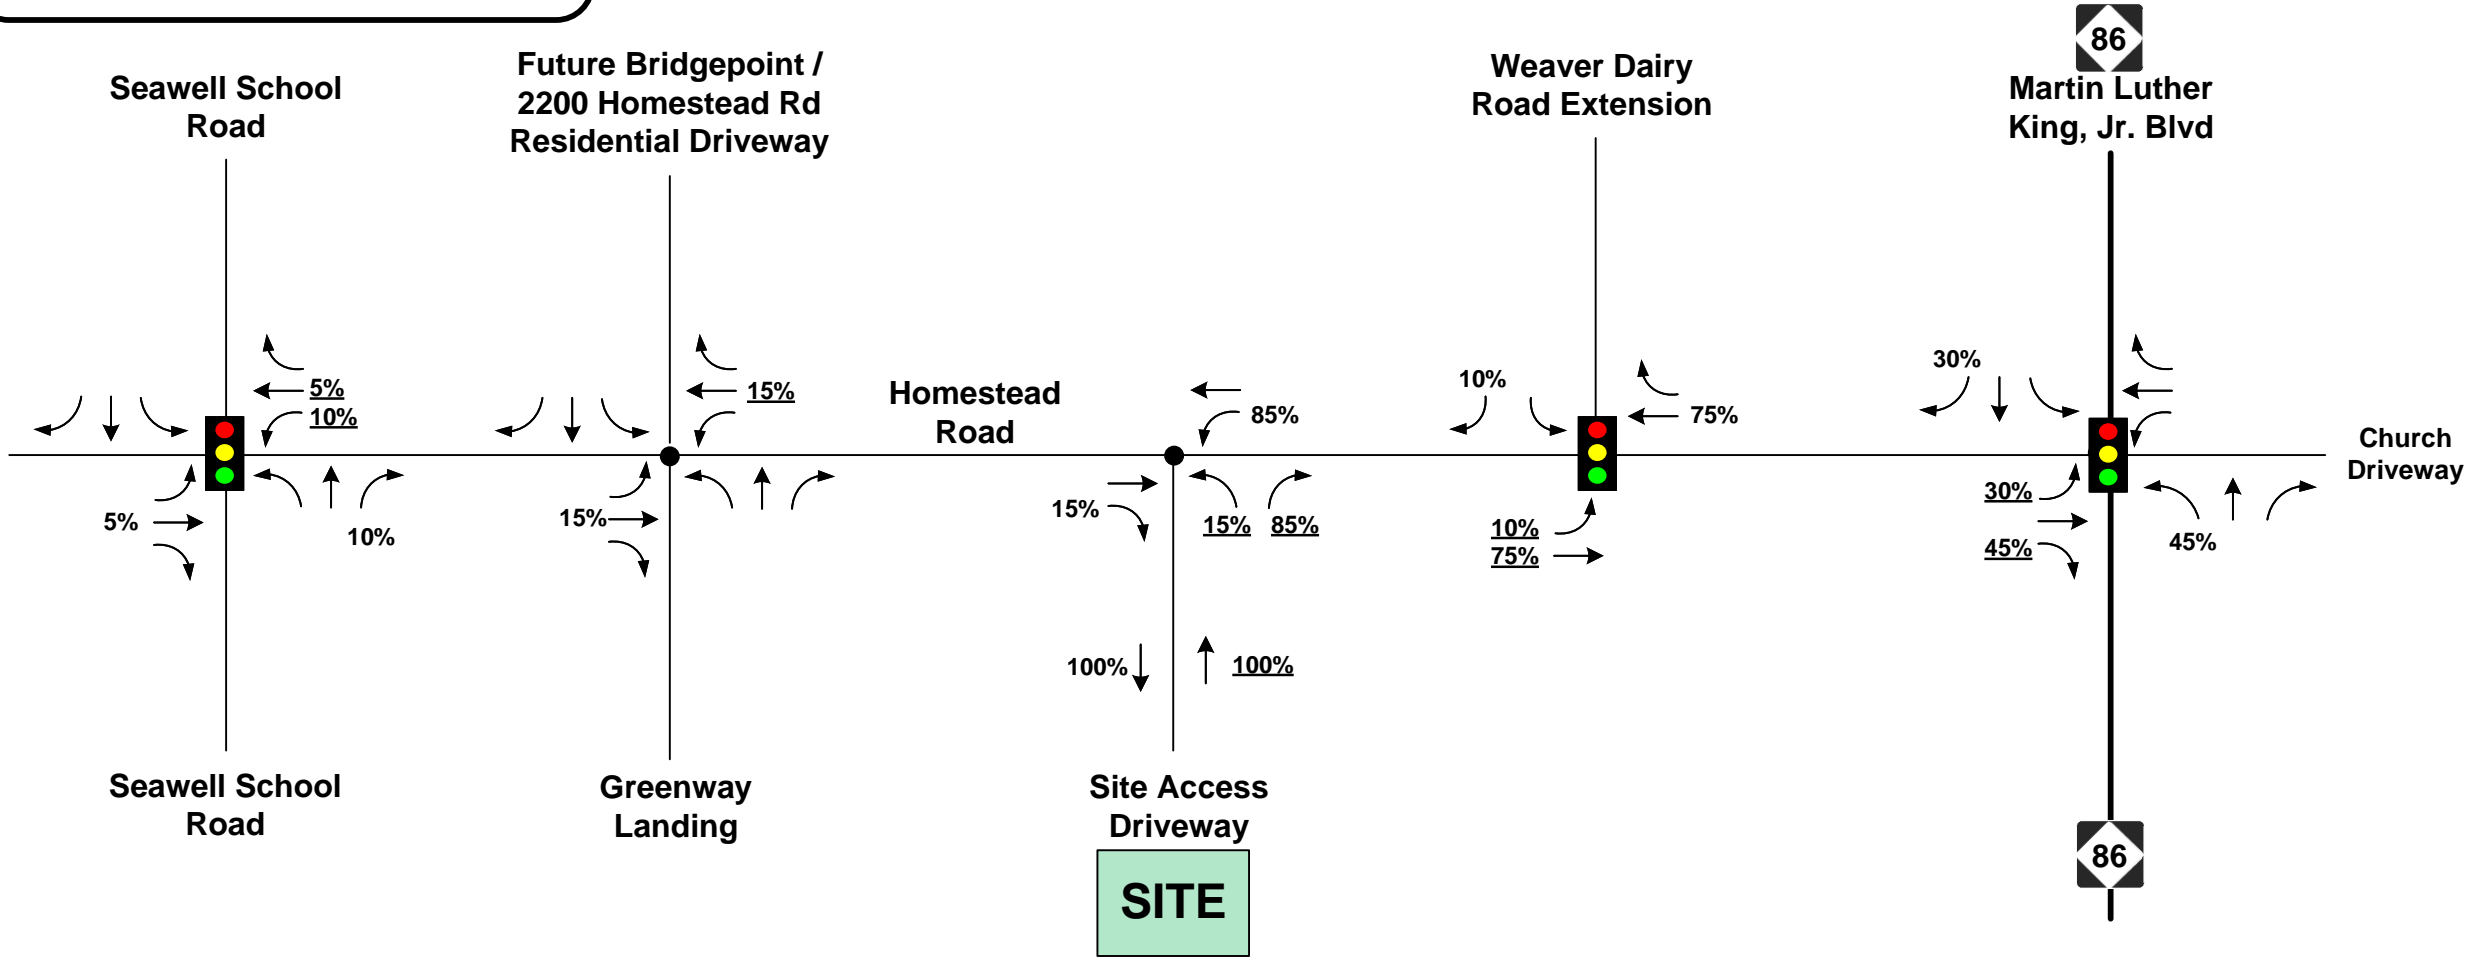 86
Martin Luther
King, Jr. Blvd
Weaver Dairy
Road Extension
Future Bridgepoint /
2200 Homestead Rd
Residential Driveway
Seawell School
Road
5%
10%
5%
10%
15%
15%
Homestead
Road
85%
15%
15% 85%
100%
100%
10%
75%
10%
75%
30%
30%
45%
45%
Church
Driveway
Seawell School
Road
Greenway
Landing
Site Access
Driveway
SITE
86